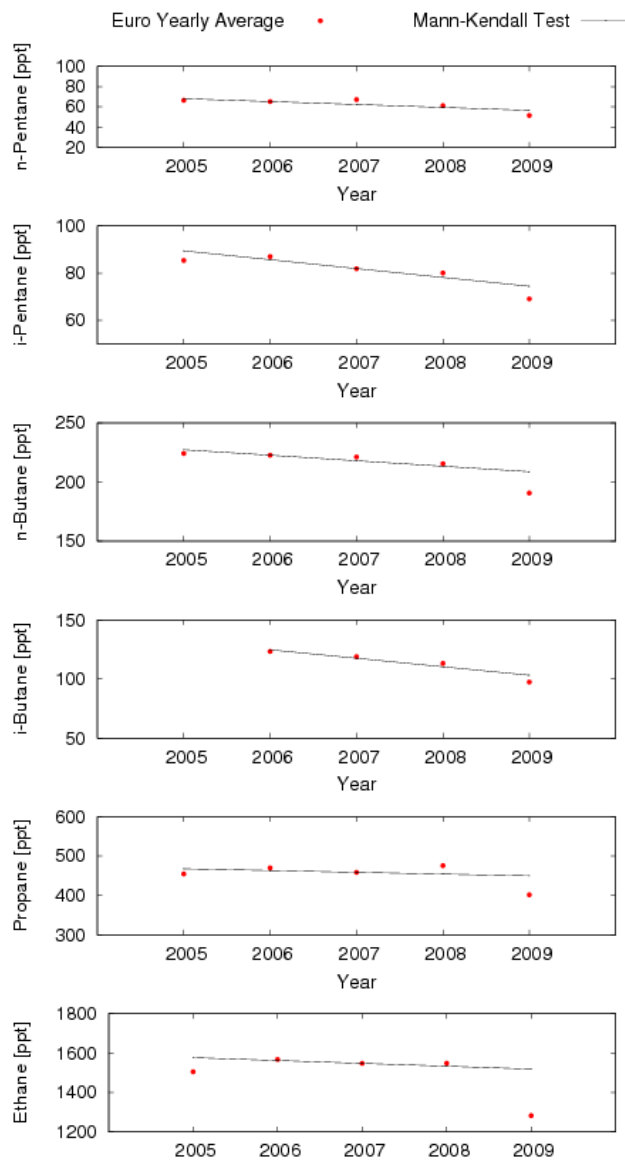 Euro Yearly Average
Mann-Kendall Test
n-Pentane [ppt]
100
80
60
40
20
2005 2006 2007 2008 2009
Year
i-Pentane [ppt]
100
80
60
2005 2006 2007 2008 2009
Year
n-Butane [ppt]
250
200
150
2005 2006 2007 2008 2009
Year
i-Butane [ppt]
150
100
50
2005 2006 2007 2008 2009
Year
Propane [ppt]
600
500
400
300
2005 2006 2007 2008 2009
Year
Ethane [ppt]
1800
1600
1400
1200
2005 2006 2007 2008 2009